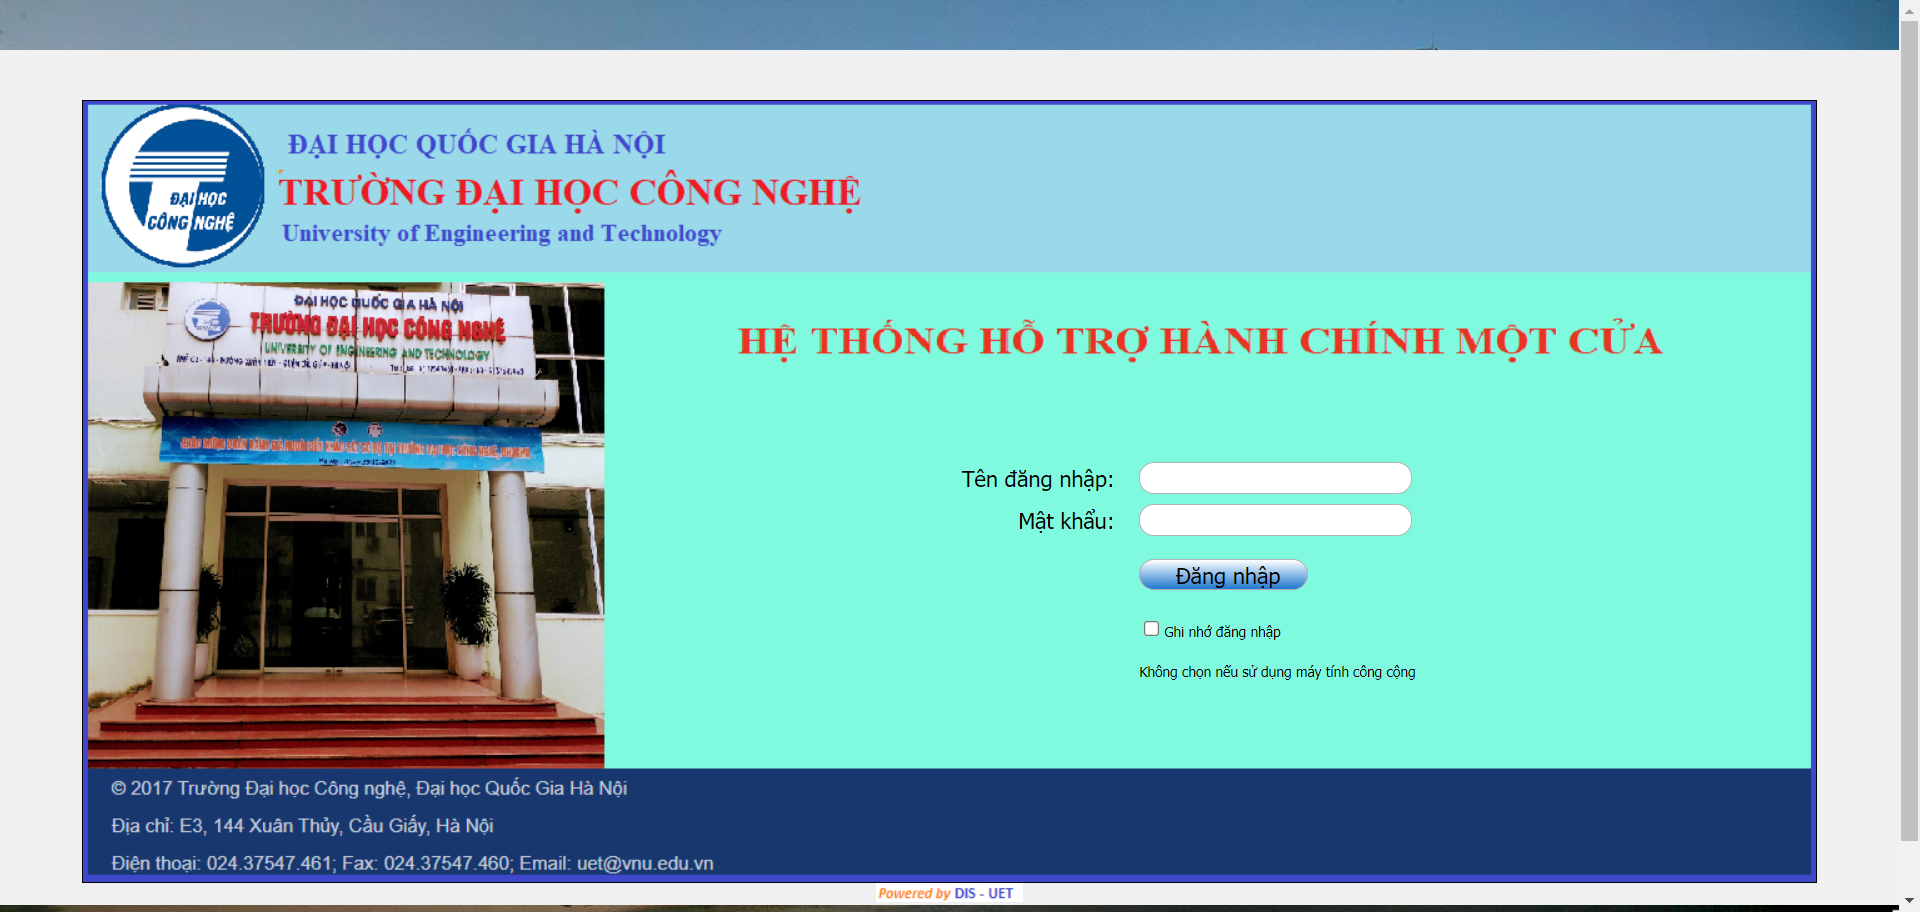 ĐẠI HỌC QUỐC GIA HÀ NỘI
TRƯỜNG ĐẠI HỌC CÔNG NGHỆ
University of Engineering and Technology
ĐẠI HỌC
CÔNG NGHỆ
ĐẠI HỌC QUỐC GIA HÀ NỘI
TRƯỜNG ĐẠI HỌC CÔNG NGHỆ
UNIVERSITY OF ENGINEERING AND TECHNOLOGY
HỆ THỐNG HỖ TRỢ HÀNH CHÍNH MỘT CỬA
Tên đăng nhập:
Mật khẩu:
Đăng nhập
Ghi nhớ đăng nhập
Không chọn nếu sử dụng máy tính công cộng
© 2017 Trường Đại học Công nghệ, Đại học Quốc Gia Hà Nội
Địa chỉ: E3, 144 Xuân Thủy, Cầu Giấy, Hà Nội
Điện thoại: 024.37547.461; Fax: 024.37547.460; Email: uet@vnu.edu.vn
Powered by DIS - UET